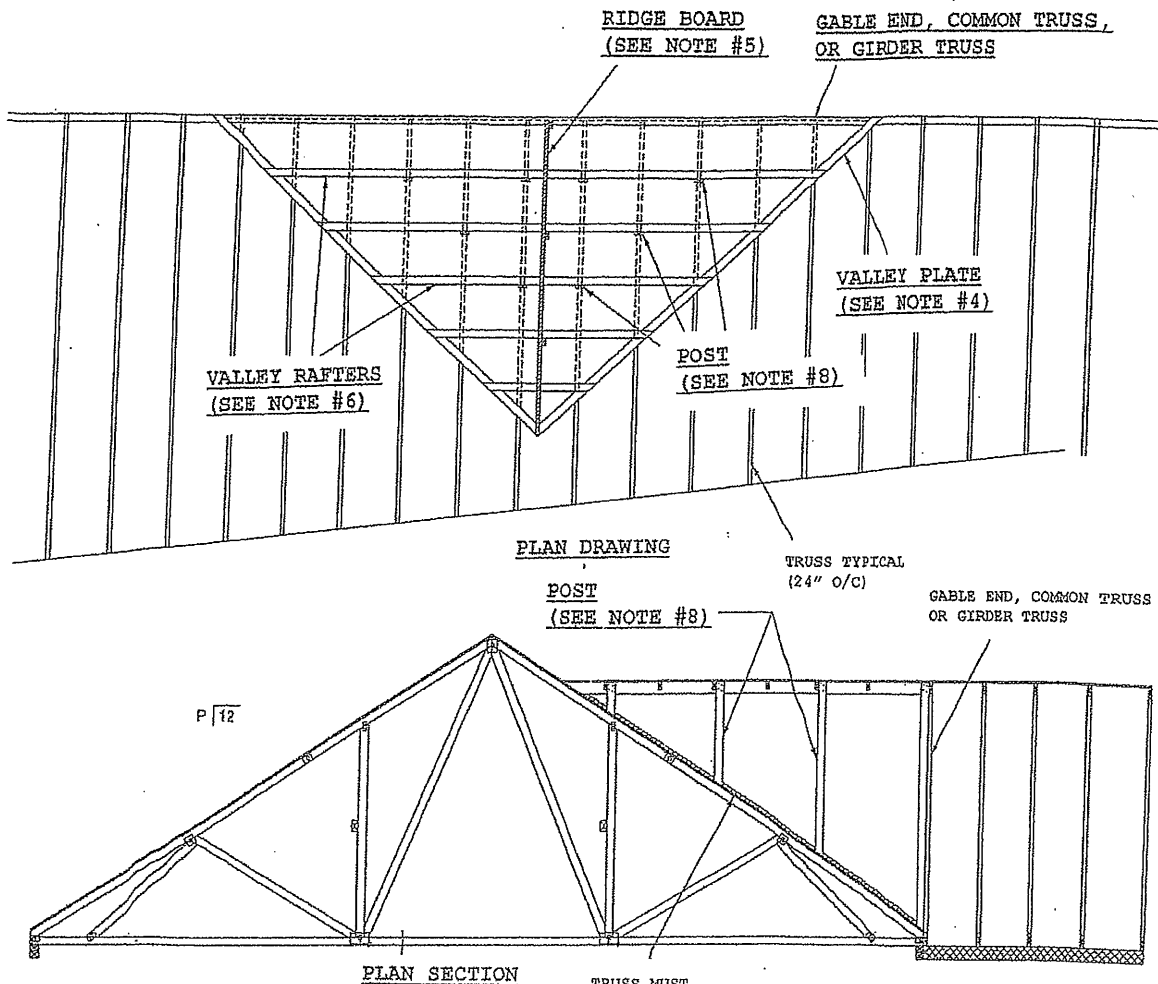 RIDGE BOARD
(SEE NOTE #5)
GABLE END, COMMON TRUSS,
OR GIRDER TRUSS
VALLEY PLATE
(SEE NOTE #4)
POST
(SEE NOTE #8)
VALLEY RAFTERS
(SEE NOTE #6)
PLAN DRAWING
TRUSS TYPICAL
(24" O/C)
POST
(SEE NOTE #8)
GABLE END, COMMON TRUSS
OR GIRDER TRUSS
P 12
PLAN SECTION
TRUSS MUST